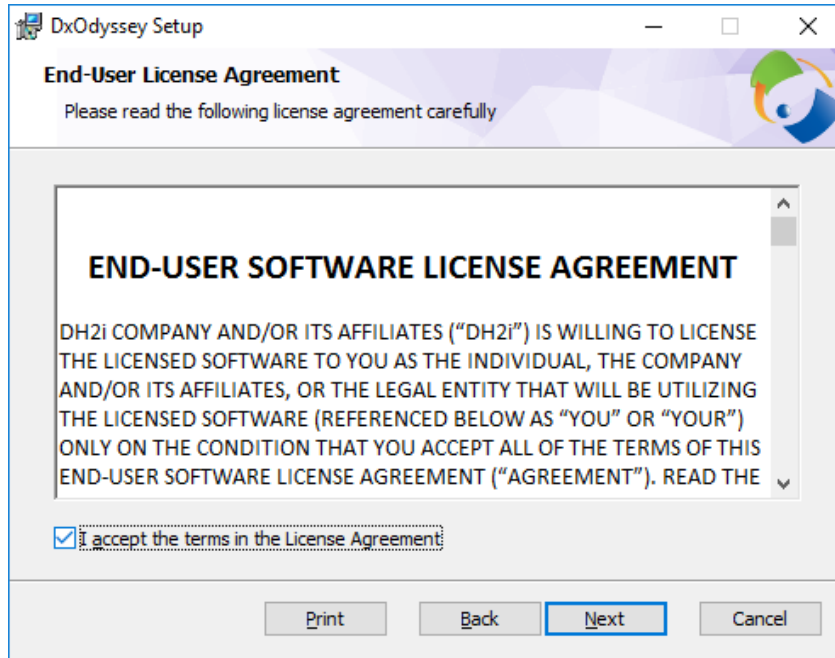 DxOdyssey Setup
End-User License Agreement
Please read the following license agreement carefully
END-USER SOFTWARE LICENSE AGREEMENT
DH2i COMPANY AND/OR ITS AFFILIATES (“DH2i”) IS WILLING TO LICENSE
THE LICENSED SOFTWARE TO YOU AS THE INDIVIDUAL, THE COMPANY
AND/OR ITS AFFILIATES, OR THE LEGAL ENTITY THAT WILL BE UTILIZING
THE LICENSED SOFTWARE (REFERENCED BELOW AS “YOU” OR “YOUR”)
ONLY ON THE CONDITION THAT YOU ACCEPT ALL OF THE TERMS OF THIS
END-USER SOFTWARE LICENSE AGREEMENT (“AGREEMENT”). READ THE
I accept the terms in the License Agreement
Print Back Next Cancel